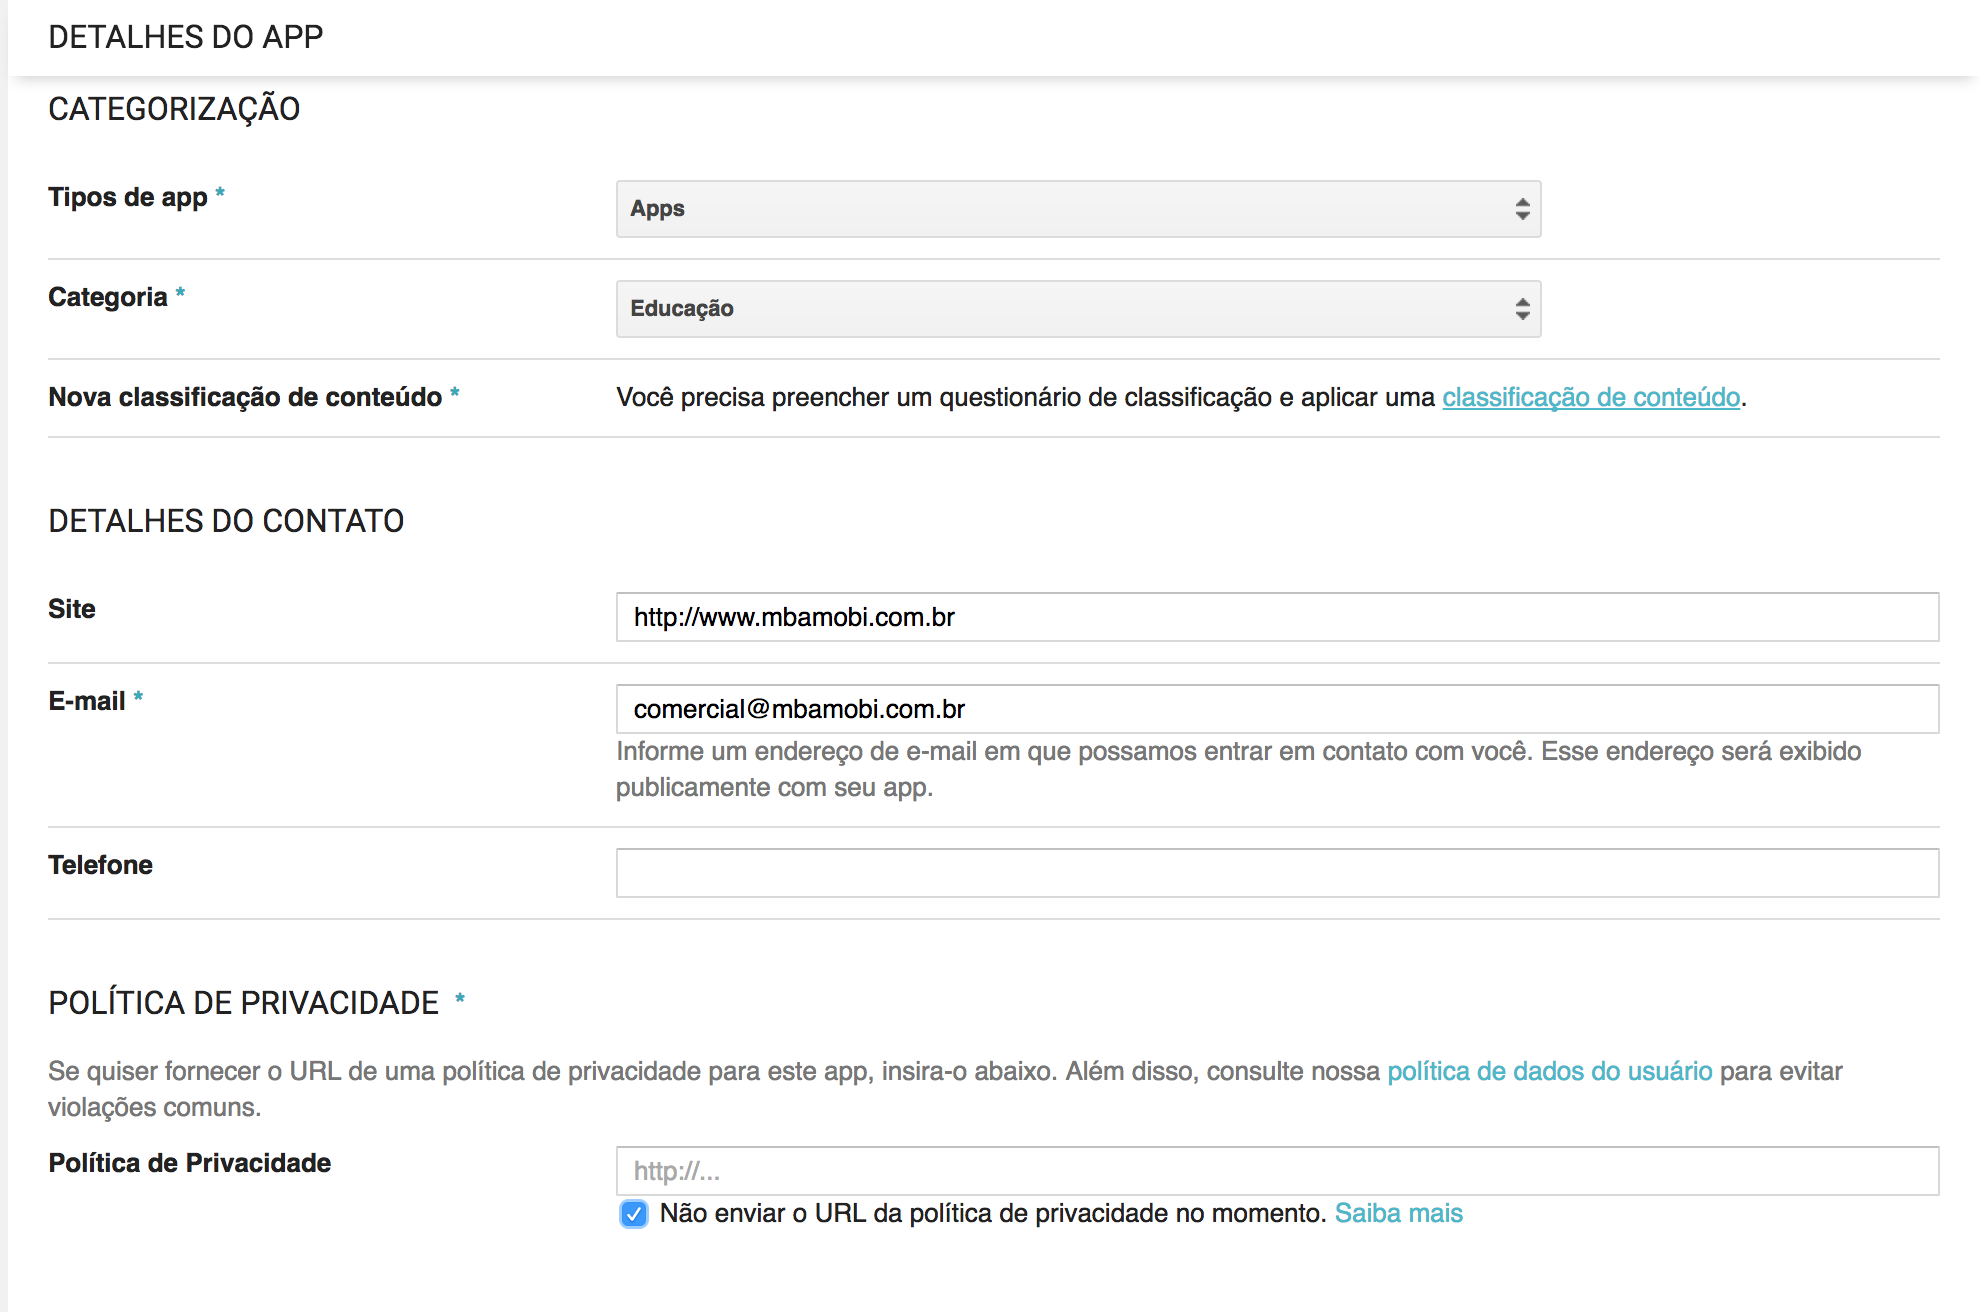 DETALHES DO APP
CATEGORIZAÇÃO
Tipos de app *
Apps
Categoria *
Educação
Nova classificação de conteúdo *
Você precisa preencher um questionário de classificação e aplicar uma classificação de conteúdo.
DETALHES DO CONTATO
Site
http://www.mbamobi.com.br
E-mail *
comercial@mbamobi.com.br
Informe um endereço de e-mail em que possamos entrar em contato com você. Esse endereço será exibido
publicamente com seu app.
Telefone
POLÍTICA DE PRIVACIDADE *
Se quiser fornecer o URL de uma política de privacidade para este app, insira-o abaixo. Além disso, consulte nossa política de dados do usuário para evitar
violações comuns.
Política de Privacidade
http://...
Não enviar o URL da política de privacidade no momento. Saiba mais